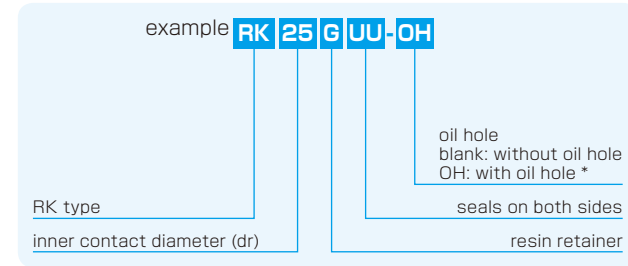 example RK 25 G UU-OH
oil hole
blank: without oil hole
OH: with oil hole *
RK type
seals on both sides
inner contact diameter (dr)
resin retainer